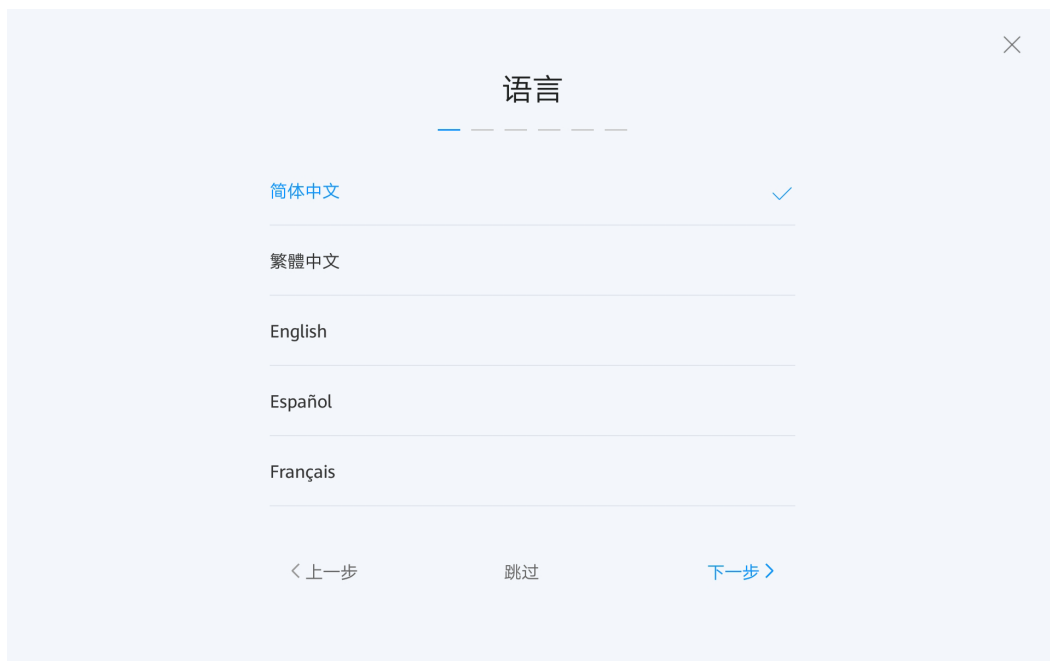 语言
简体中文
繁體中文
English
Español
Français
上一步
跳过
下一步